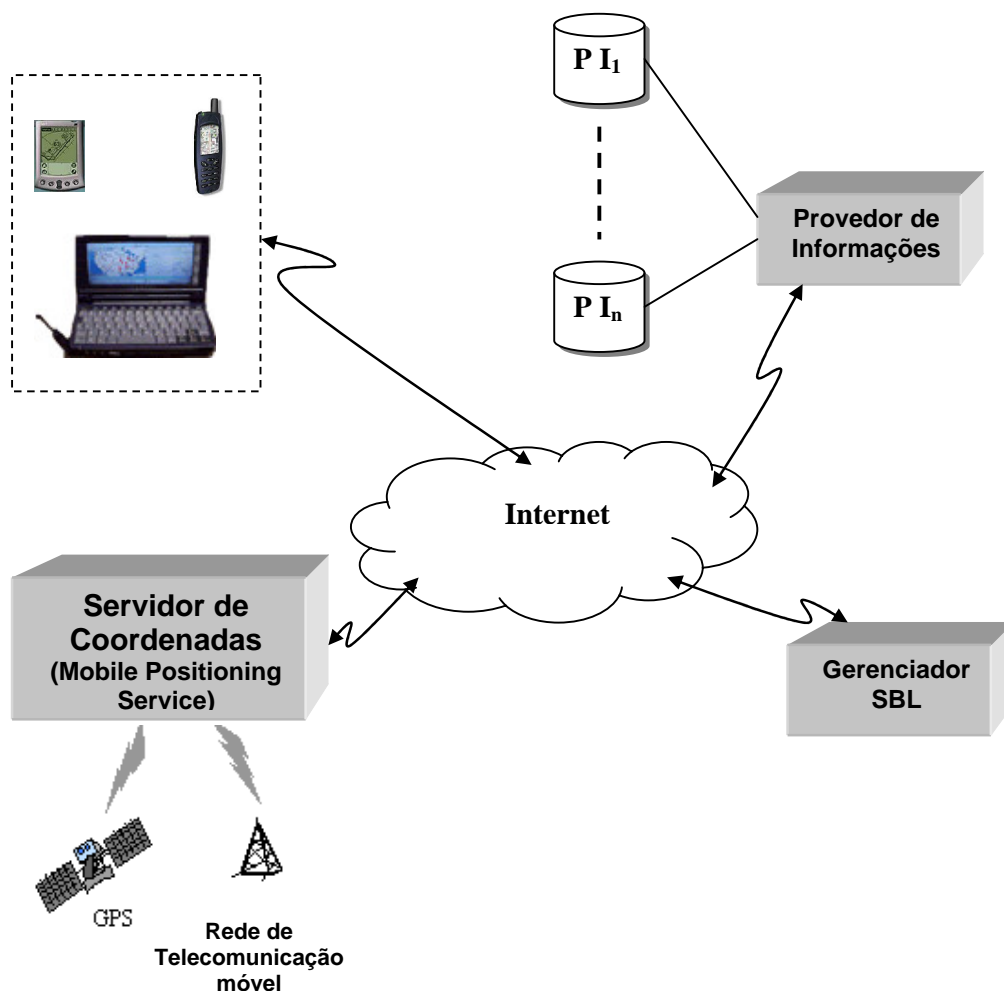 P I₁
Provedor de
Informações
P Iₙ
Internet
Servidor de
Coordenadas
(Mobile Positioning
Service)
Gerenciador
SBL
GPS
Rede de
Telecomunicação
móvel